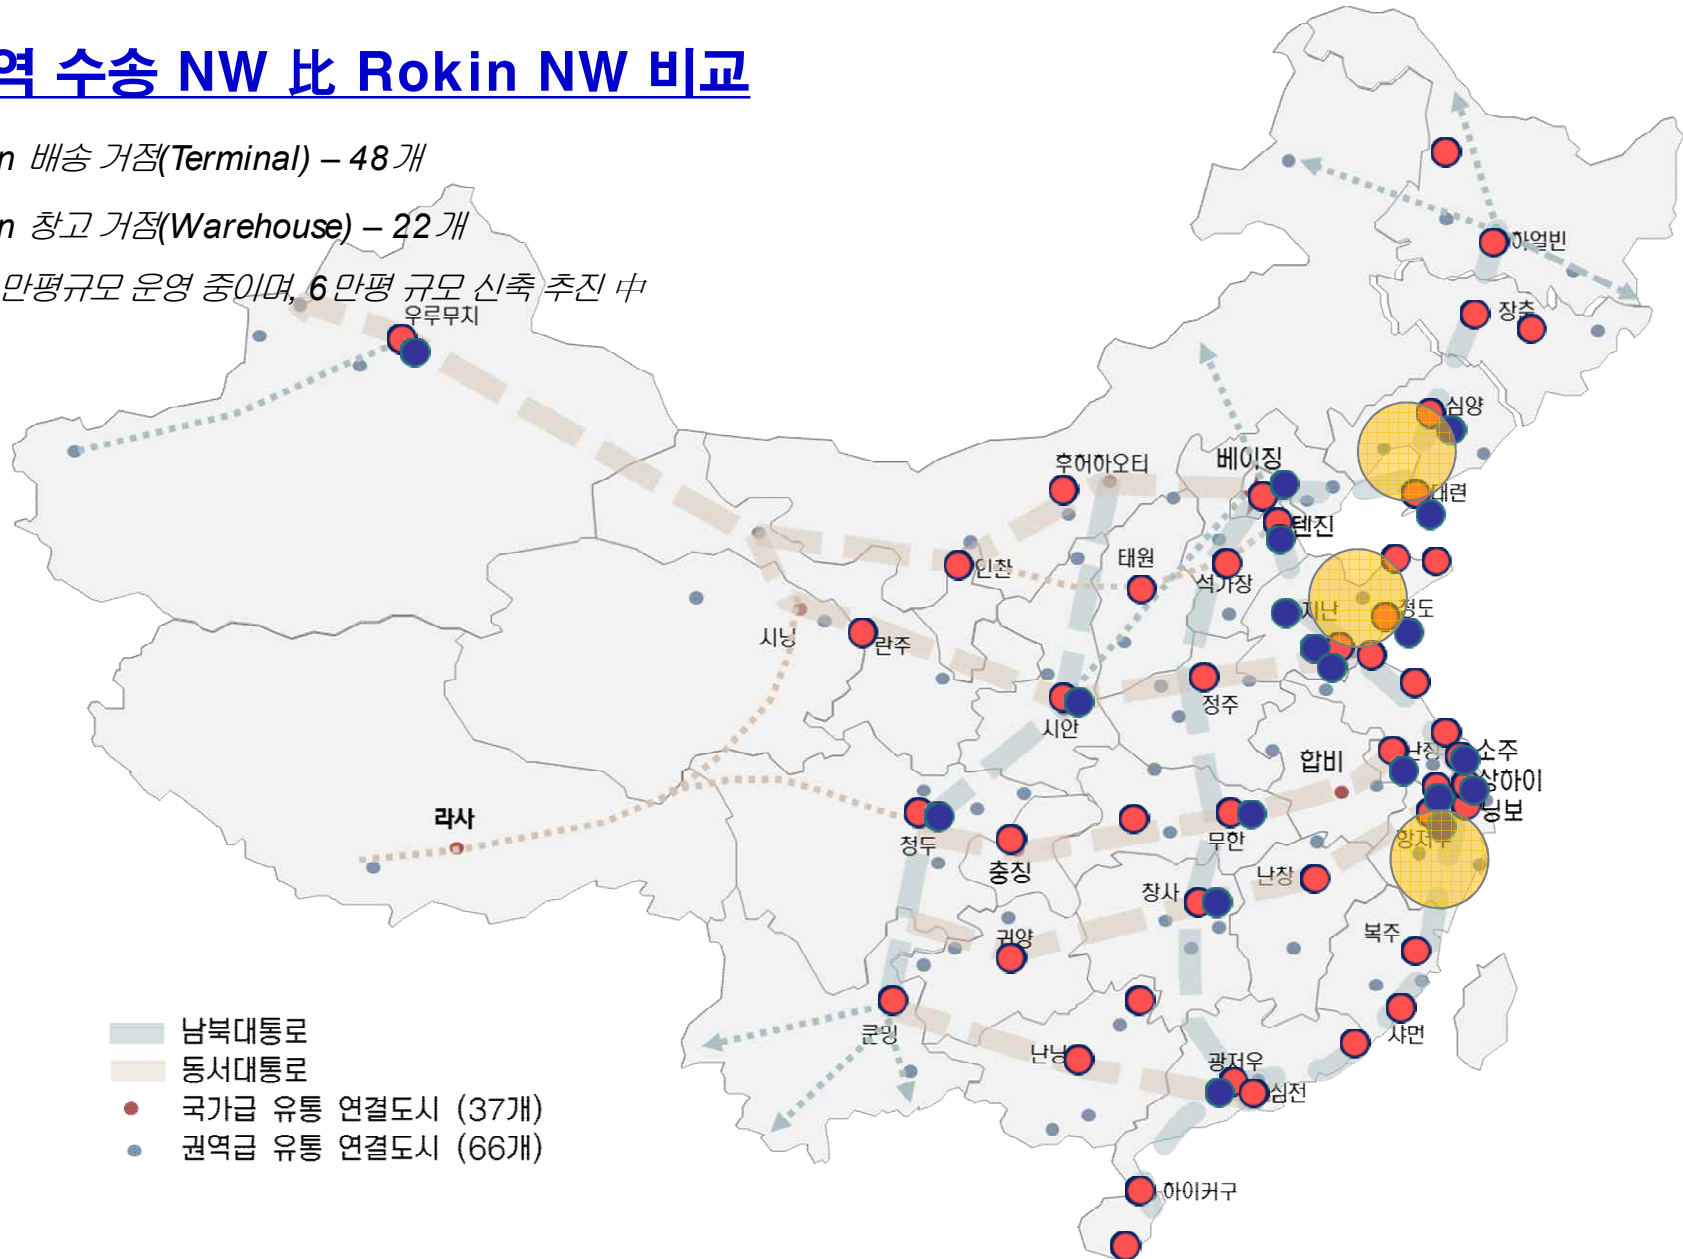 역 수송 NW 比 Rokin NW 비교
n 배송 거점(Terminal) – 48개
n 창고 거점(Warehouse) – 22개
만평규모 운영 중이며, 6만평 규모 신축 추진 中
하얼빈
우루무치
장춘
심양
베이징
후허하오터
대련
텐진
태원
인촨
석가장
지난
청도
시닝
란주
정주
시안
난징
소주
합비
상하이
닝보
라사
청두
무한
항저우
충칭
난창
창사
귀양
복주
쿤밍
샤먼
난닝
광저우
심전
하이커구
남북대통로
동서대통로
국가급 유통 연결도시 (37개)
권역급 유통 연결도시 (66개)